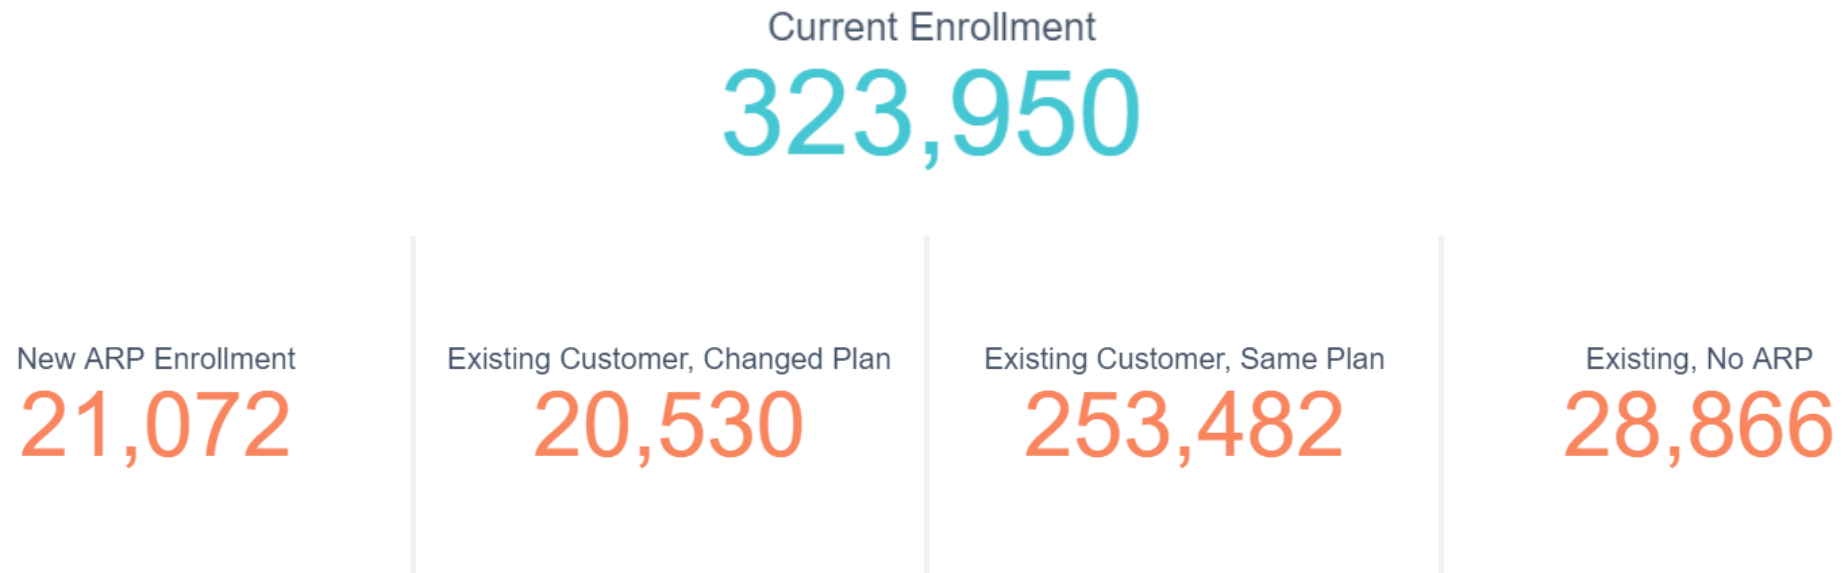 Current Enrollment
323,950
New ARP Enrollment
21,072
Existing Customer, Changed Plan
20,530
Existing Customer, Same Plan
253,482
Existing, No ARP
28,866